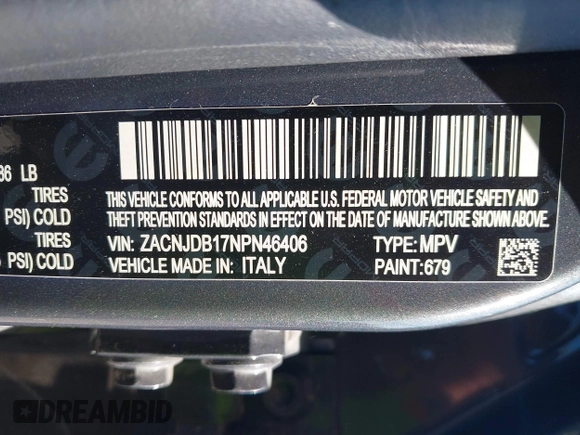 86 LB
TIRES
PSI) COLD
TIRES
PSI) COLD
THIS VEHICLE CONFORMS TO ALL APPLICABLE U.S. FEDERAL MOTOR VEHICLE SAFETY AND
THEFT PREVENTION STANDARDS IN EFFECT ON THE DATE OF MANUFACTURE SHOWN ABOVE.
VIN: ZACNJDB17NPN46406 TYPE: MPV
VEHICLE MADE IN: ITALY PAINT: 679
DREAMBID